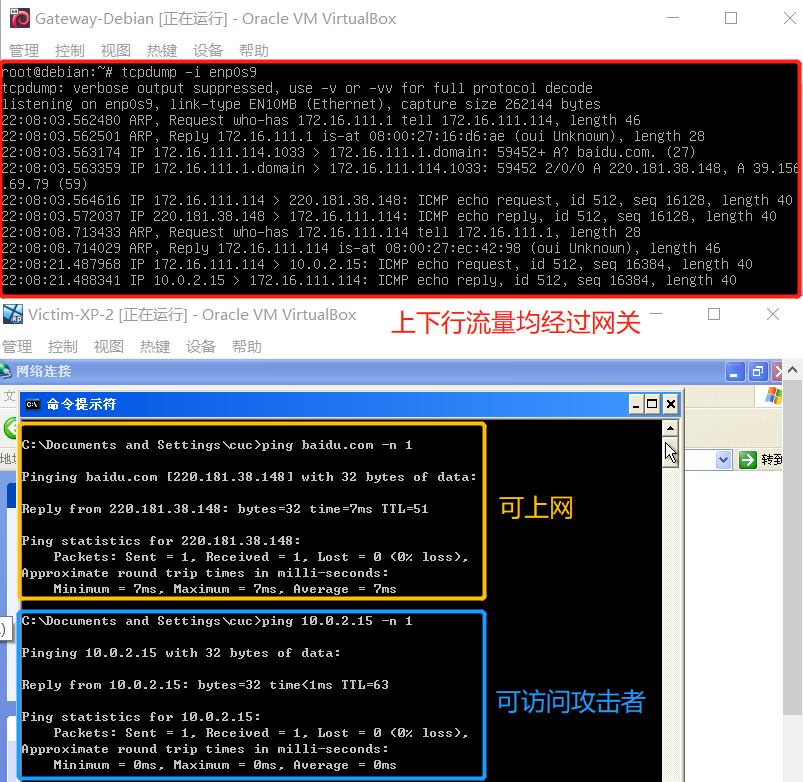 Gateway-Debian [正在运行] - Oracle VM VirtualBox
管理 控制 视图 热键 设备 帮助
root@debian:~# tcpdump -i enp0s9
tcpdump: verbose output suppressed, use -v or -vv for full protocol decode
listening on enp0s9, link-type EN10MB (Ethernet), capture size 262144 bytes
22:08:03.562480 ARP, Request who-has 172.16.111.1 tell 172.16.111.114, length 46
22:08:03.562501 ARP, Reply 172.16.111.1 is-at 08:00:27:16:d6:ae (oui Unknown), length 28
22:08:03.563174 IP 172.16.111.114.1033 > 172.16.111.1.domain: 59452+ A? baidu.com. (27)
22:08:03.563359 IP 172.16.111.1.domain > 172.16.111.114.1033: 59452 2/0/0 A 220.181.38.148, A 39.156
.69.79 (59)
22:08:03.564616 IP 172.16.111.114 > 220.181.38.148: ICMP echo request, id 512, seq 16128, length 40
22:08:03.572037 IP 220.181.38.148 > 172.16.111.114: ICMP echo reply, id 512, seq 16128, length 40
22:08:08.713433 ARP, Request who-has 172.16.111.114 tell 172.16.111.1, length 28
22:08:08.714029 ARP, Reply 172.16.111.114 is-at 08:00:27:ec:42:98 (oui Unknown), length 46
22:08:21.487968 IP 172.16.111.114 > 10.0.2.15: ICMP echo request, id 512, seq 16384, length 40
22:08:21.488341 IP 10.0.2.15 > 172.16.111.114: ICMP echo reply, id 512, seq 16384, length 40
Victim-XP-2 [正在运行] - Oracle VM VirtualBox
上下行流量均经过网关
管理 控制 视图 热键 设备 帮助
网络连接
命令提示符
C:\Documents and Settings\cuc>ping baidu.com -n 1
Pinging baidu.com [220.181.38.148] with 32 bytes of data:
转到
Reply from 220.181.38.148: bytes=32 time=7ms TTL=51
可上网
Ping statistics for 220.181.38.148:
Packets: Sent = 1, Received = 1, Lost = 0 (0% loss),
Approximate round trip times in milli-seconds:
Minimum = 7ms, Maximum = 7ms, Average = 7ms
C:\Documents and Settings\cuc>ping 10.0.2.15 -n 1
Pinging 10.0.2.15 with 32 bytes of data:
Reply from 10.0.2.15: bytes=32 time<1ms TTL=63
可访问攻击者
Ping statistics for 10.0.2.15:
Packets: Sent = 1, Received = 1, Lost = 0 (0% loss),
Approximate round trip times in milli-seconds:
Minimum = 0ms, Maximum = 0ms, Average = 0ms